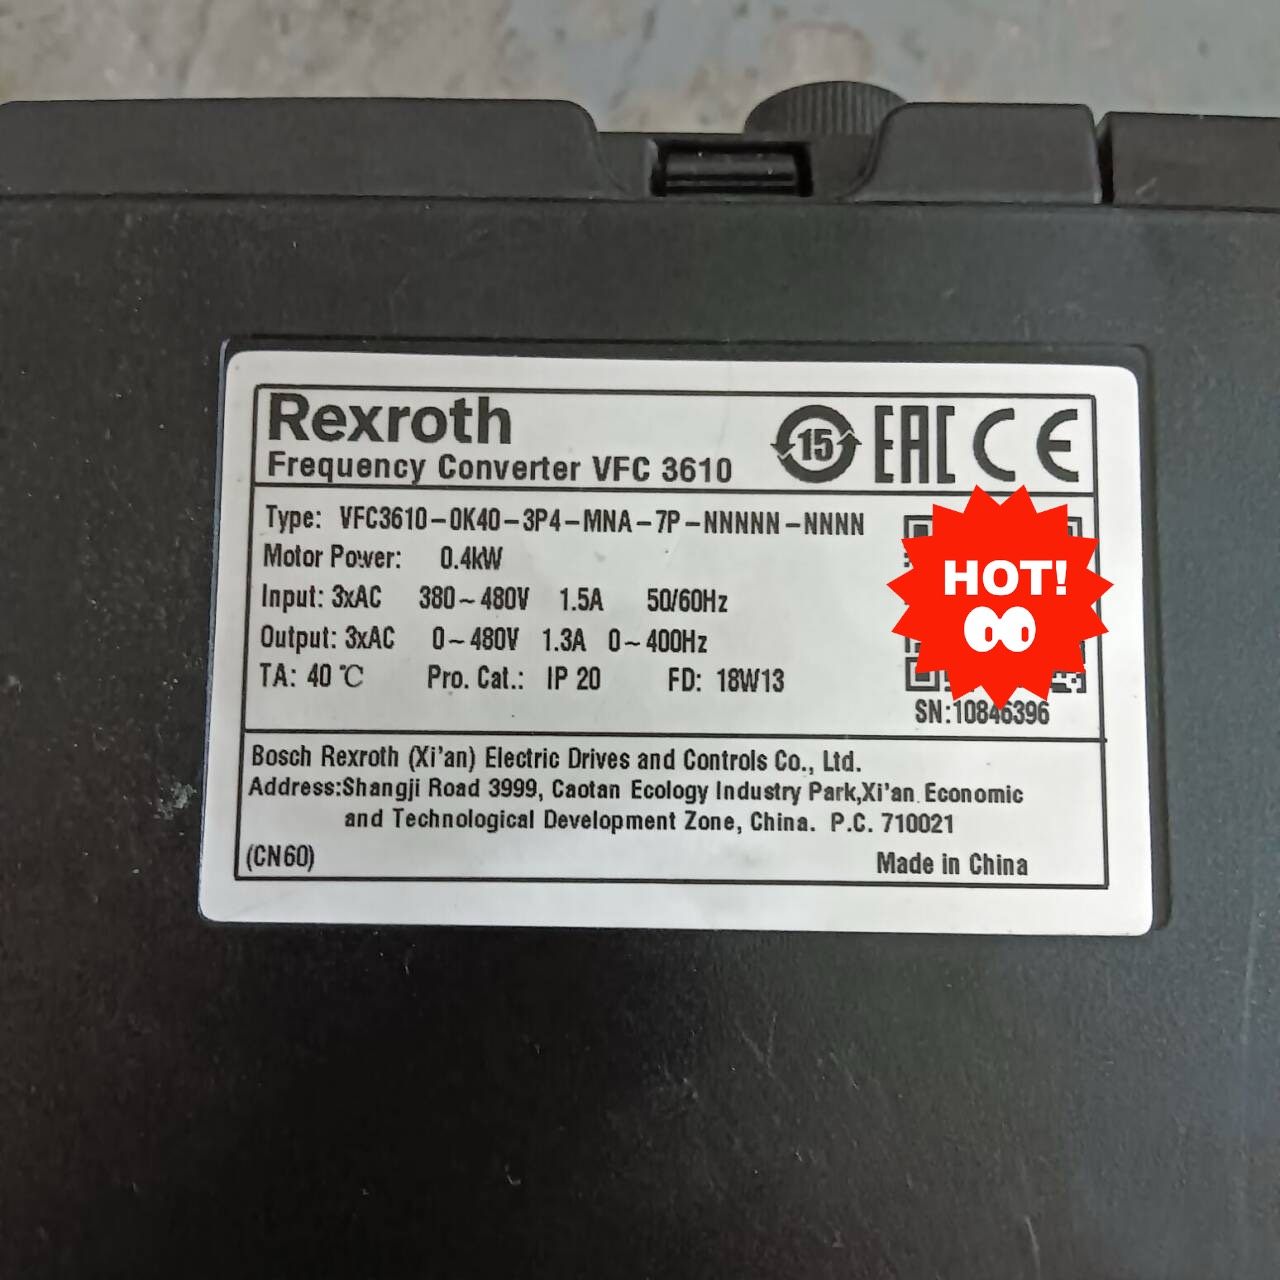 Rexroth
Frequency Converter VFC 3610
15 EAC CE
Type: VFC3610-0K40-3P4-MNA-7P-NNNNN-NNNN
Motor Power: 0.4kW
Input: 3xAC 380~480V 1.5A 50/60Hz
Output: 3xAC 0~480V 1.3A 0~400Hz
TA: 40℃ Pro. Cat.: IP 20 FD: 18W13
HOT!
SN:10846396
Bosch Rexroth (Xi'an) Electric Drives and Controls Co., Ltd.
Address:Shangji Road 3999, Caotan Ecology Industry Park,Xi'an Economic
and Technological Development Zone, China. P.C. 710021
(CN60) Made in China